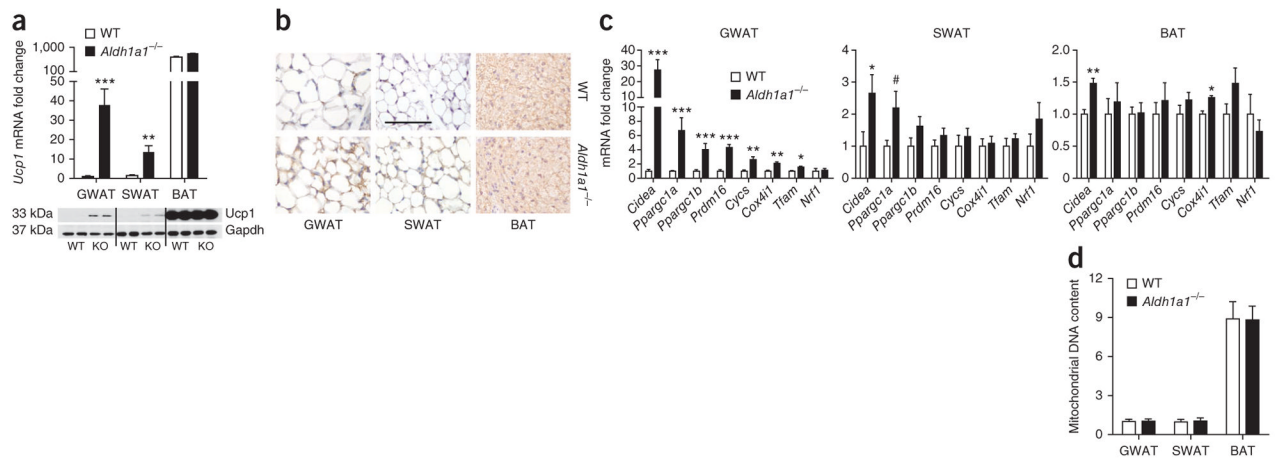 a
WT
Aldh1a1–/–
Ucp1 mRNA fold change
1,000
100
50
40
30
20
10
0
***
**
GWAT SWAT BAT
33 kDa
37 kDa
Ucp1
Gapdh
WT KO WT KO WT KO
b
WT
Aldh1a1–/–
GWAT SWAT BAT
c
GWAT
mRNA fold change
40
30
20
10
8
6
4
2
0
WT
Aldh1a1–/–
*** *** *** *** ** ** *
Cidea Ppargc1a Ppargc1b Prdm16 Cycs Cox4i1 Tfam Nrf1
SWAT
4
3
2
1
0
* #
Cidea Ppargc1a Ppargc1b Prdm16 Cycs Cox4i1 Tfam Nrf1
BAT
2.0
1.5
1.0
0.5
0
** *
Cidea Ppargc1a Ppargc1b Prdm16 Cycs Cox4i1 Tfam Nrf1
d
Mitochondrial DNA content
12
9
6
3
0
WT
Aldh1a1–/–
GWAT SWAT BAT